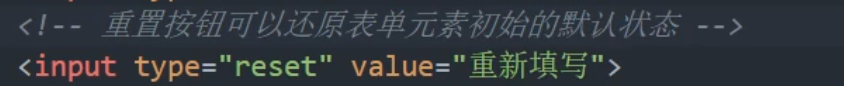 <!-- 重置按钮可以还原表单元素初始的默认状态 -->
<input type="reset" value="重新填写">